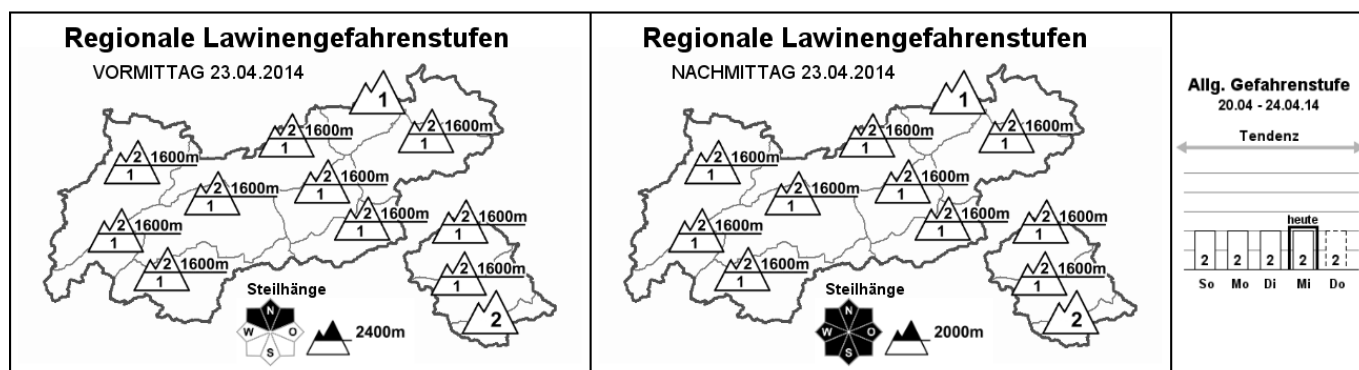 Regionale Lawinengefahrenstufen
VORMITTAG 23.04.2014
1
2 1600m
1
2 1600m
1
2 1600m
1
2 1600m
1
2 1600m
1
2 1600m
1
2 1600m
1
2 1600m
1
2 1600m
1
2 1600m
1
2
Steilhänge
N
W O
S
2400m
Regionale Lawinengefahrenstufen
NACHMITTAG 23.04.2014
1
2 1600m
1
2 1600m
1
2 1600m
1
2 1600m
1
2 1600m
1
2 1600m
1
2 1600m
1
2 1600m
1
2 1600m
1
2 1600m
1
2
Steilhänge
N
W O
S
2000m
Allg. Gefahrenstufe
20.04 - 24.04.14
Tendenz
heute
2 2 2 2 2
So Mo Di Mi Do